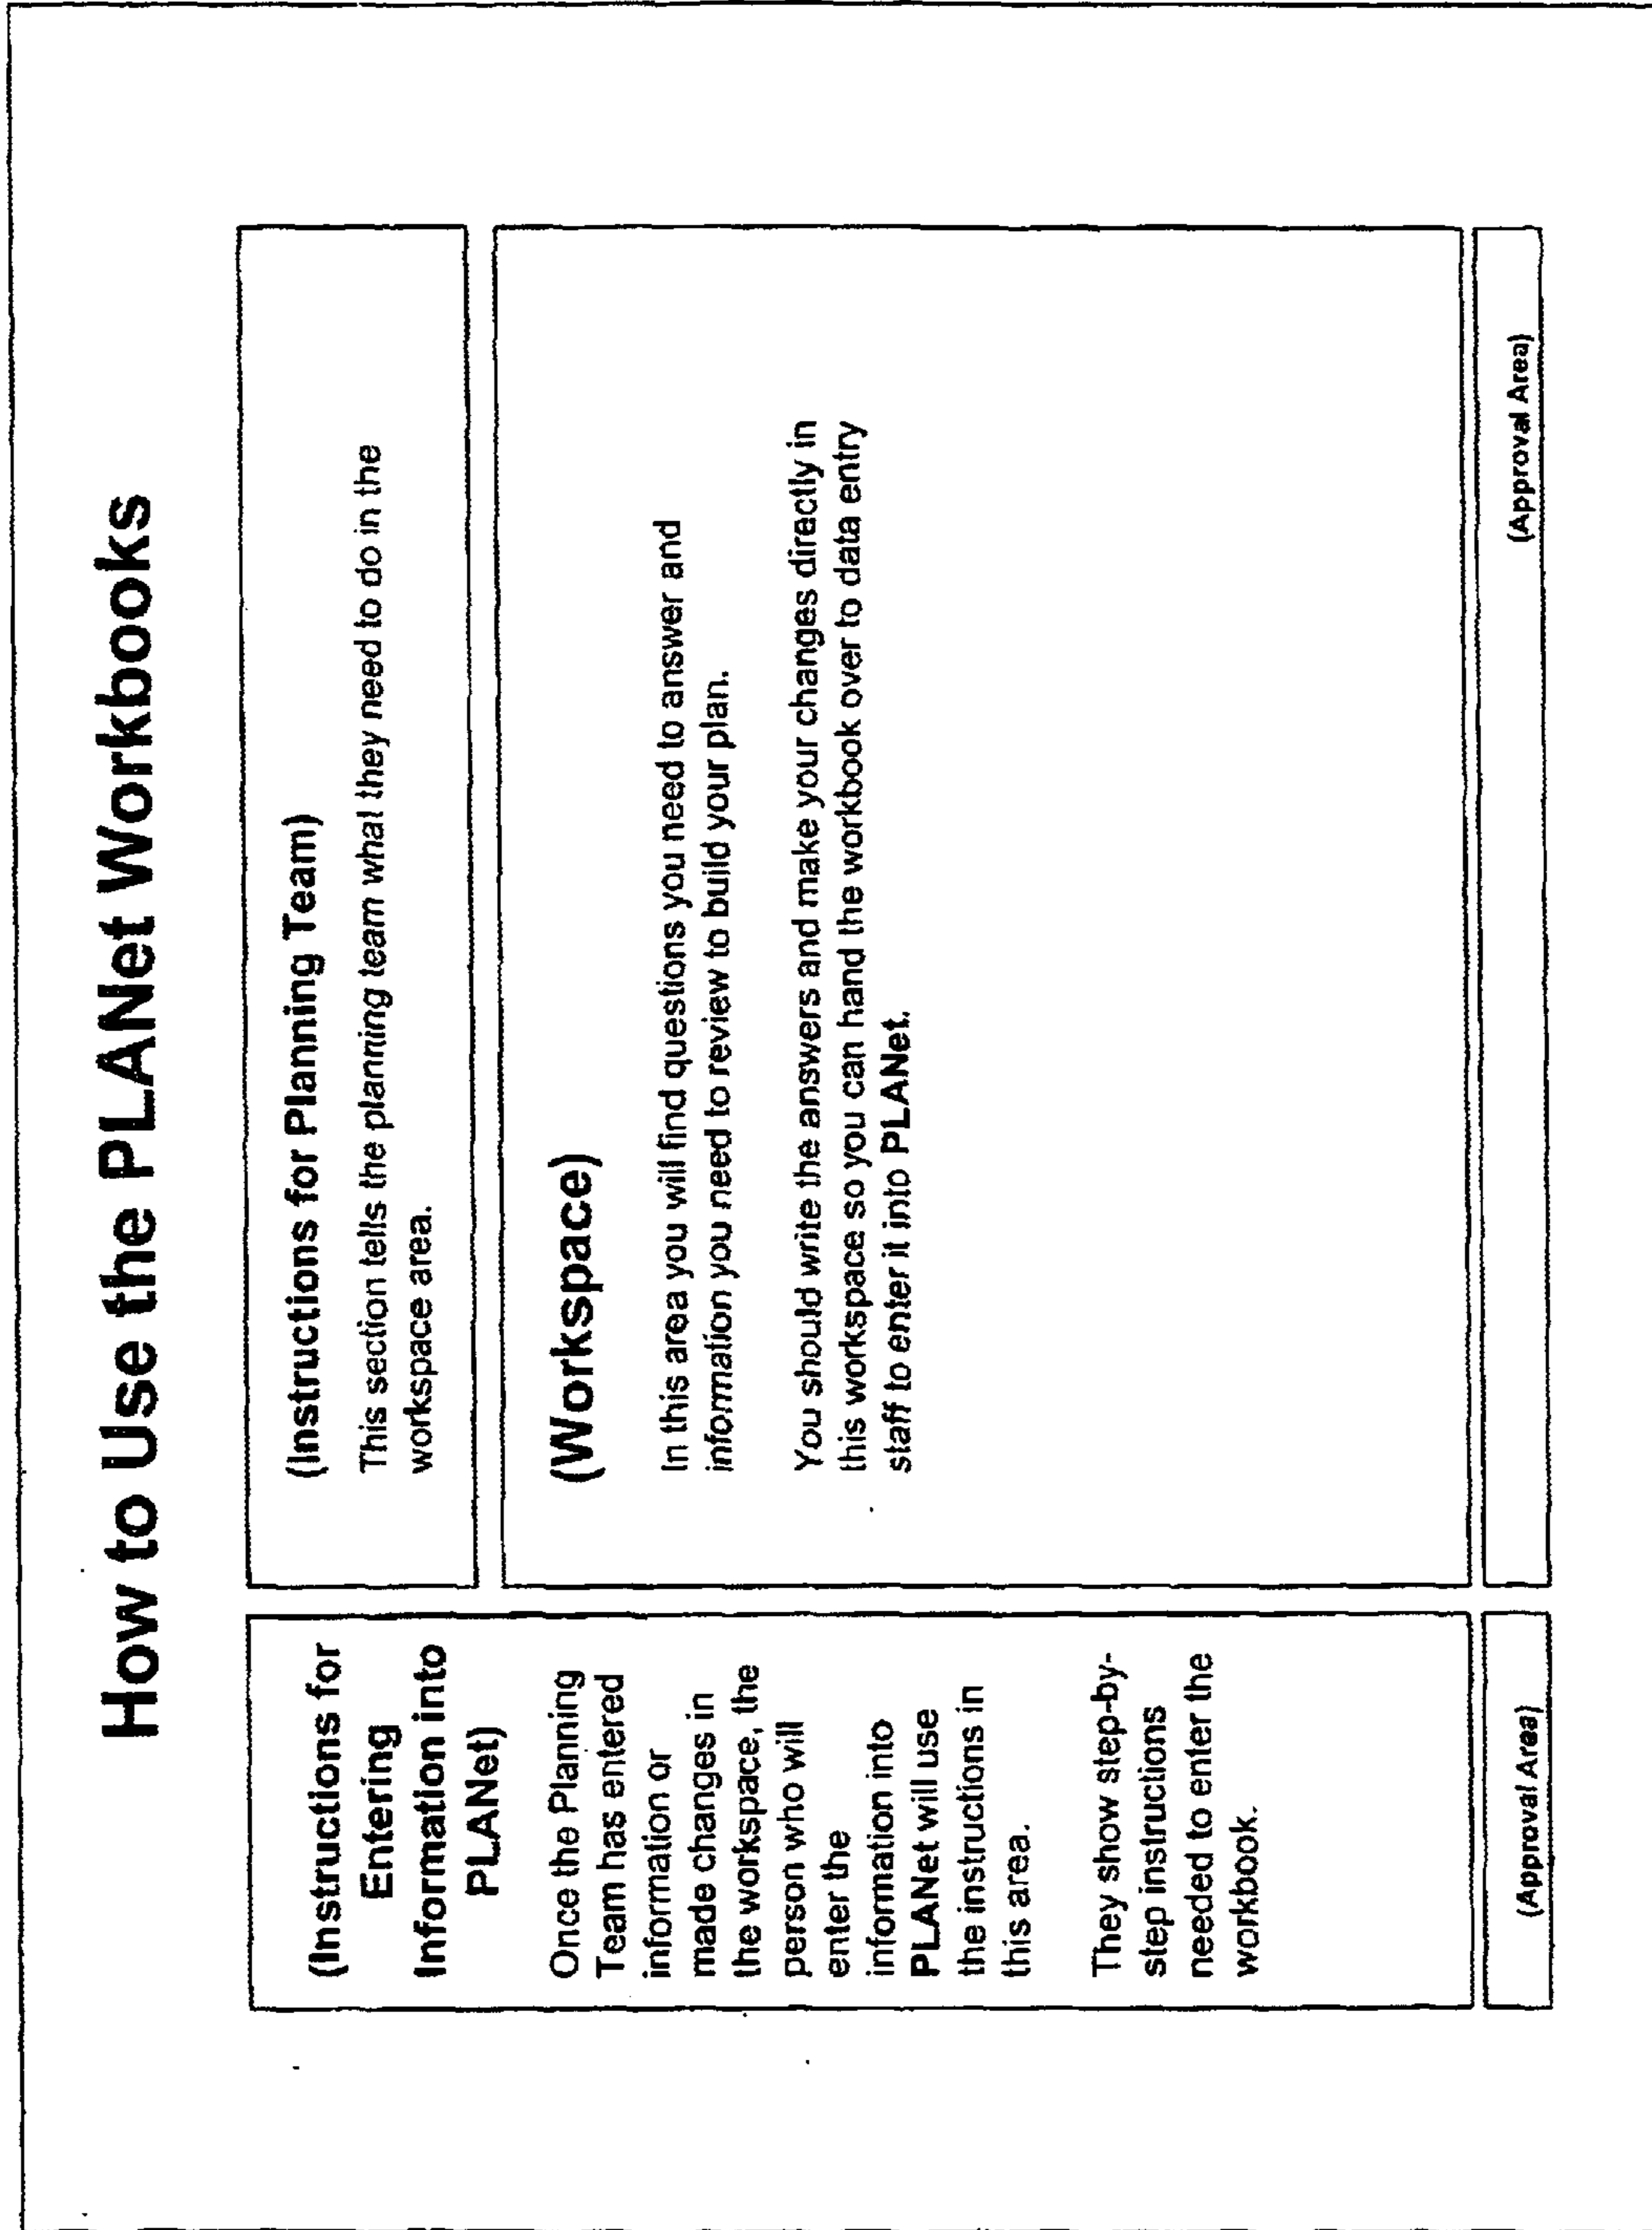 How to Use the PLANet Workbooks
(Instructions for
Entering
Information into
PLANet)
Once the Planning
Team has entered
information or
made changes in
the workspace, the
person who will
enter the
information into
PLANet will use
the instructions in
this area.
They show step-by-
step instructions
needed to enter the
workbook.
(Approval Area)
(Instructions for Planning Team)
This section tells the planning team what they need to do in the
workspace area.
(Workspace)
In this area you will find questions you need to answer and
information you need to review to build your plan.
You should write the answers and make your changes directly in
this workspace so you can hand the workbook over to data entry
staff to enter it into PLANet.
(Approval Area)